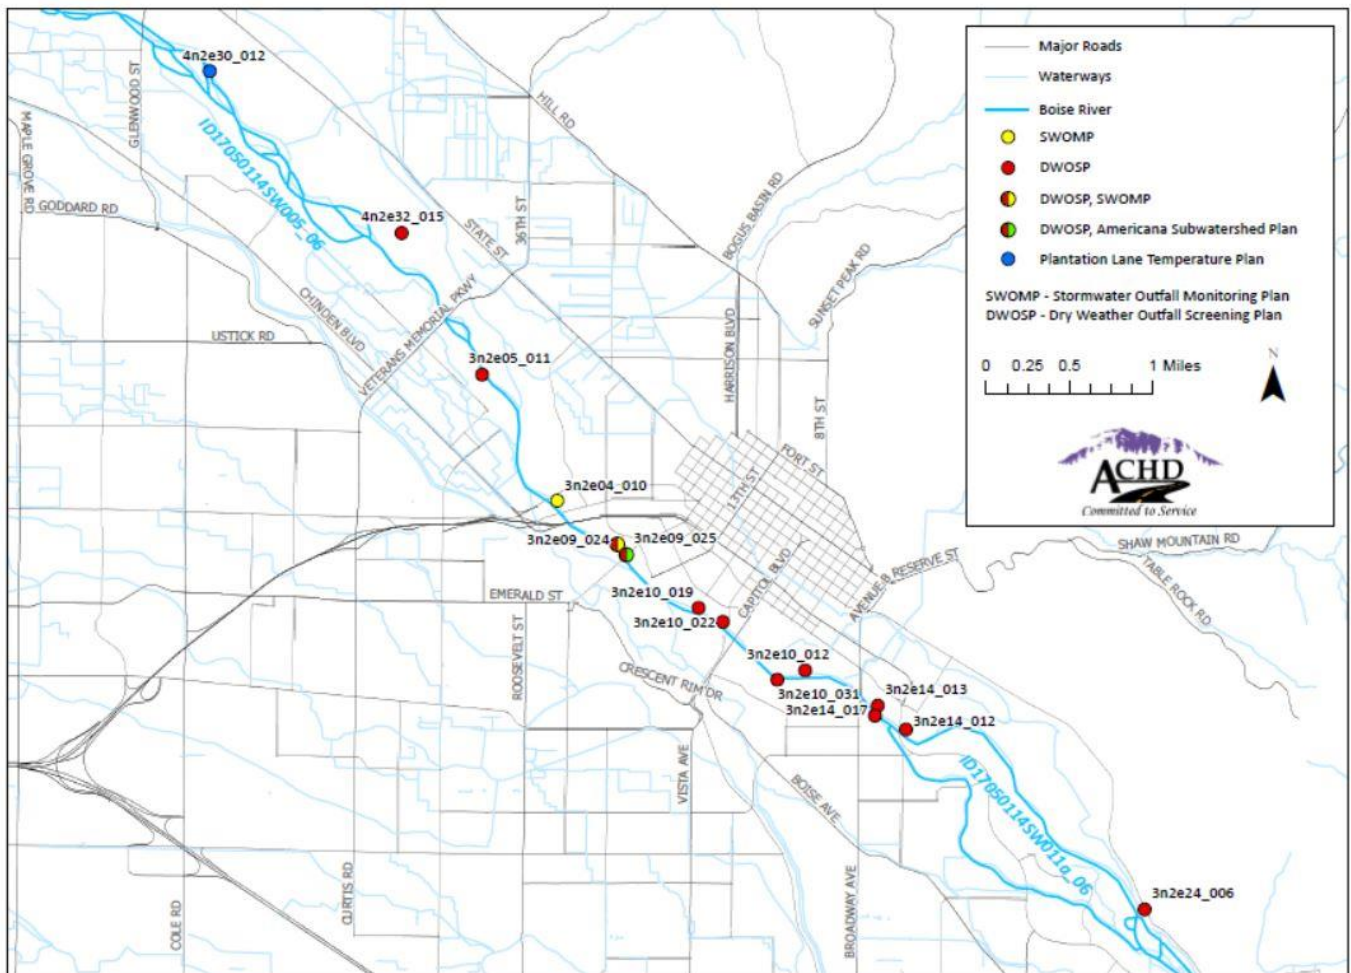 4n2e30_012
GLENWOOD ST
MAPLE GROVE RD
ID17050114SW005_06
HILL RD
GODDARD RD
4n2e32_015
STATE ST
36TH ST
BOGUS BASIN RD
SUNSET PEAK RD
CHINDEN BLVD
VETERANS MEMORIAL PKWY
USTICK RD
HARRISON BLVD
3n2e05_011
8TH ST
FORT ST
13TH ST
3n2e04_010
3n2e09_024
3n2e09_025
3n2e10_019
3n2e10_022
EMERALD ST
CAPITOL BLVD
AVENUE B
RESERVE ST
SHAW MOUNTAIN RD
TABLE ROCK RD
ROOSEVELT ST
CRESCENT RIM DR
3n2e10_012
3n2e10_031
3n2e14_013
3n2e14_017
3n2e14_012
VISTA AVE
BOISE AVE
ID17050114SW011a_06
CURTIS RD
COLE RD
BROADWAY AVE
3n2e24_006
Major Roads
Waterways
Boise River
SWOMP
DWOSP
DWOSP, SWOMP
DWOSP, Americana Subwatershed Plan
Plantation Lane Temperature Plan
SWOMP - Stormwater Outfall Monitoring Plan
DWOSP - Dry Weather Outfall Screening Plan
0 0.25 0.5 1 Miles
N
ACHD
Committed to Service